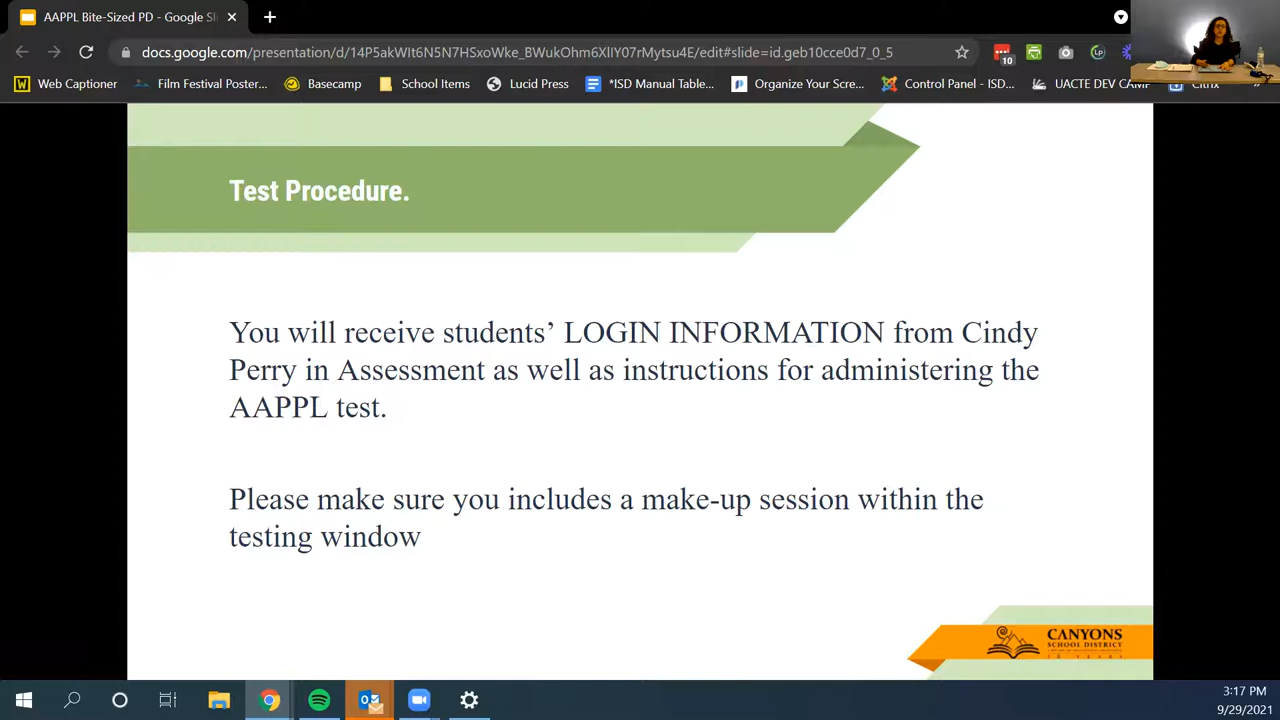 AAPPL Bite-Sized PD - Google Sli
docs.google.com/presentation/d/14P5akWIt6N5N7HSxoWke_BWukOhm6XlIY07rMytsu4E/edit#slide=id.geb10cce0d7_0_5
10
Web Captioner
Film Festival Poster...
Basecamp
School Items
Lucid Press
*ISD Manual Table...
Organize Your Scre...
Control Panel - ISD...
UACTE DEV CAMP
Citrix
Test Procedure.
You will receive students’ LOGIN INFORMATION from Cindy
Perry in Assessment as well as instructions for administering the
AAPPL test.
Please make sure you includes a make-up session within the
testing window
CANYONS
SCHOOL DISTRICT
3:17 PM
9/29/2021